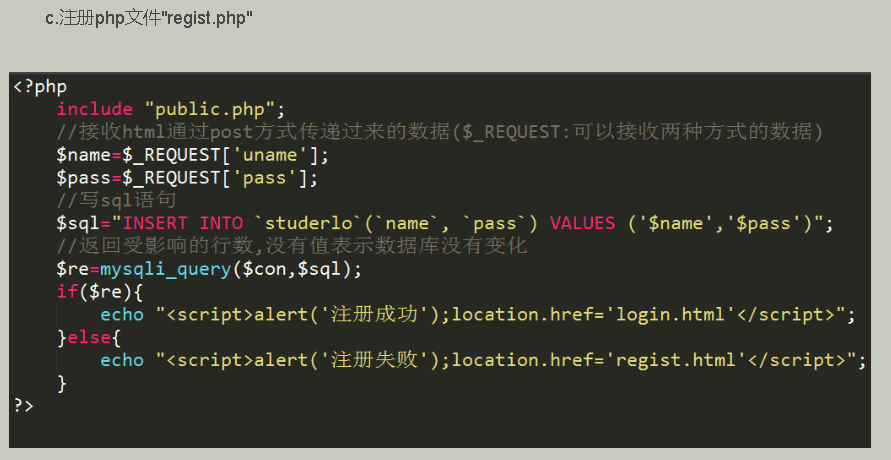 c.注册php文件"regist.php"
<?php
include "public.php";
//接收html通过post方式传递过来的数据($_REQUEST:可以接收两种方式的数据)
$name=$_REQUEST['uname'];
$pass=$_REQUEST['pass'];
//写sql语句
$sql="INSERT INTO `studerlo`(`name`, `pass`) VALUES ('$name','$pass')";
//返回受影响的行数,没有值表示数据库没有变化
$re=mysqli_query($con,$sql);
if($re){
echo "<script>alert('注册成功');location.href='login.html'</script>";
}else{
echo "<script>alert('注册失败');location.href='regist.html'</script>";
}
?>